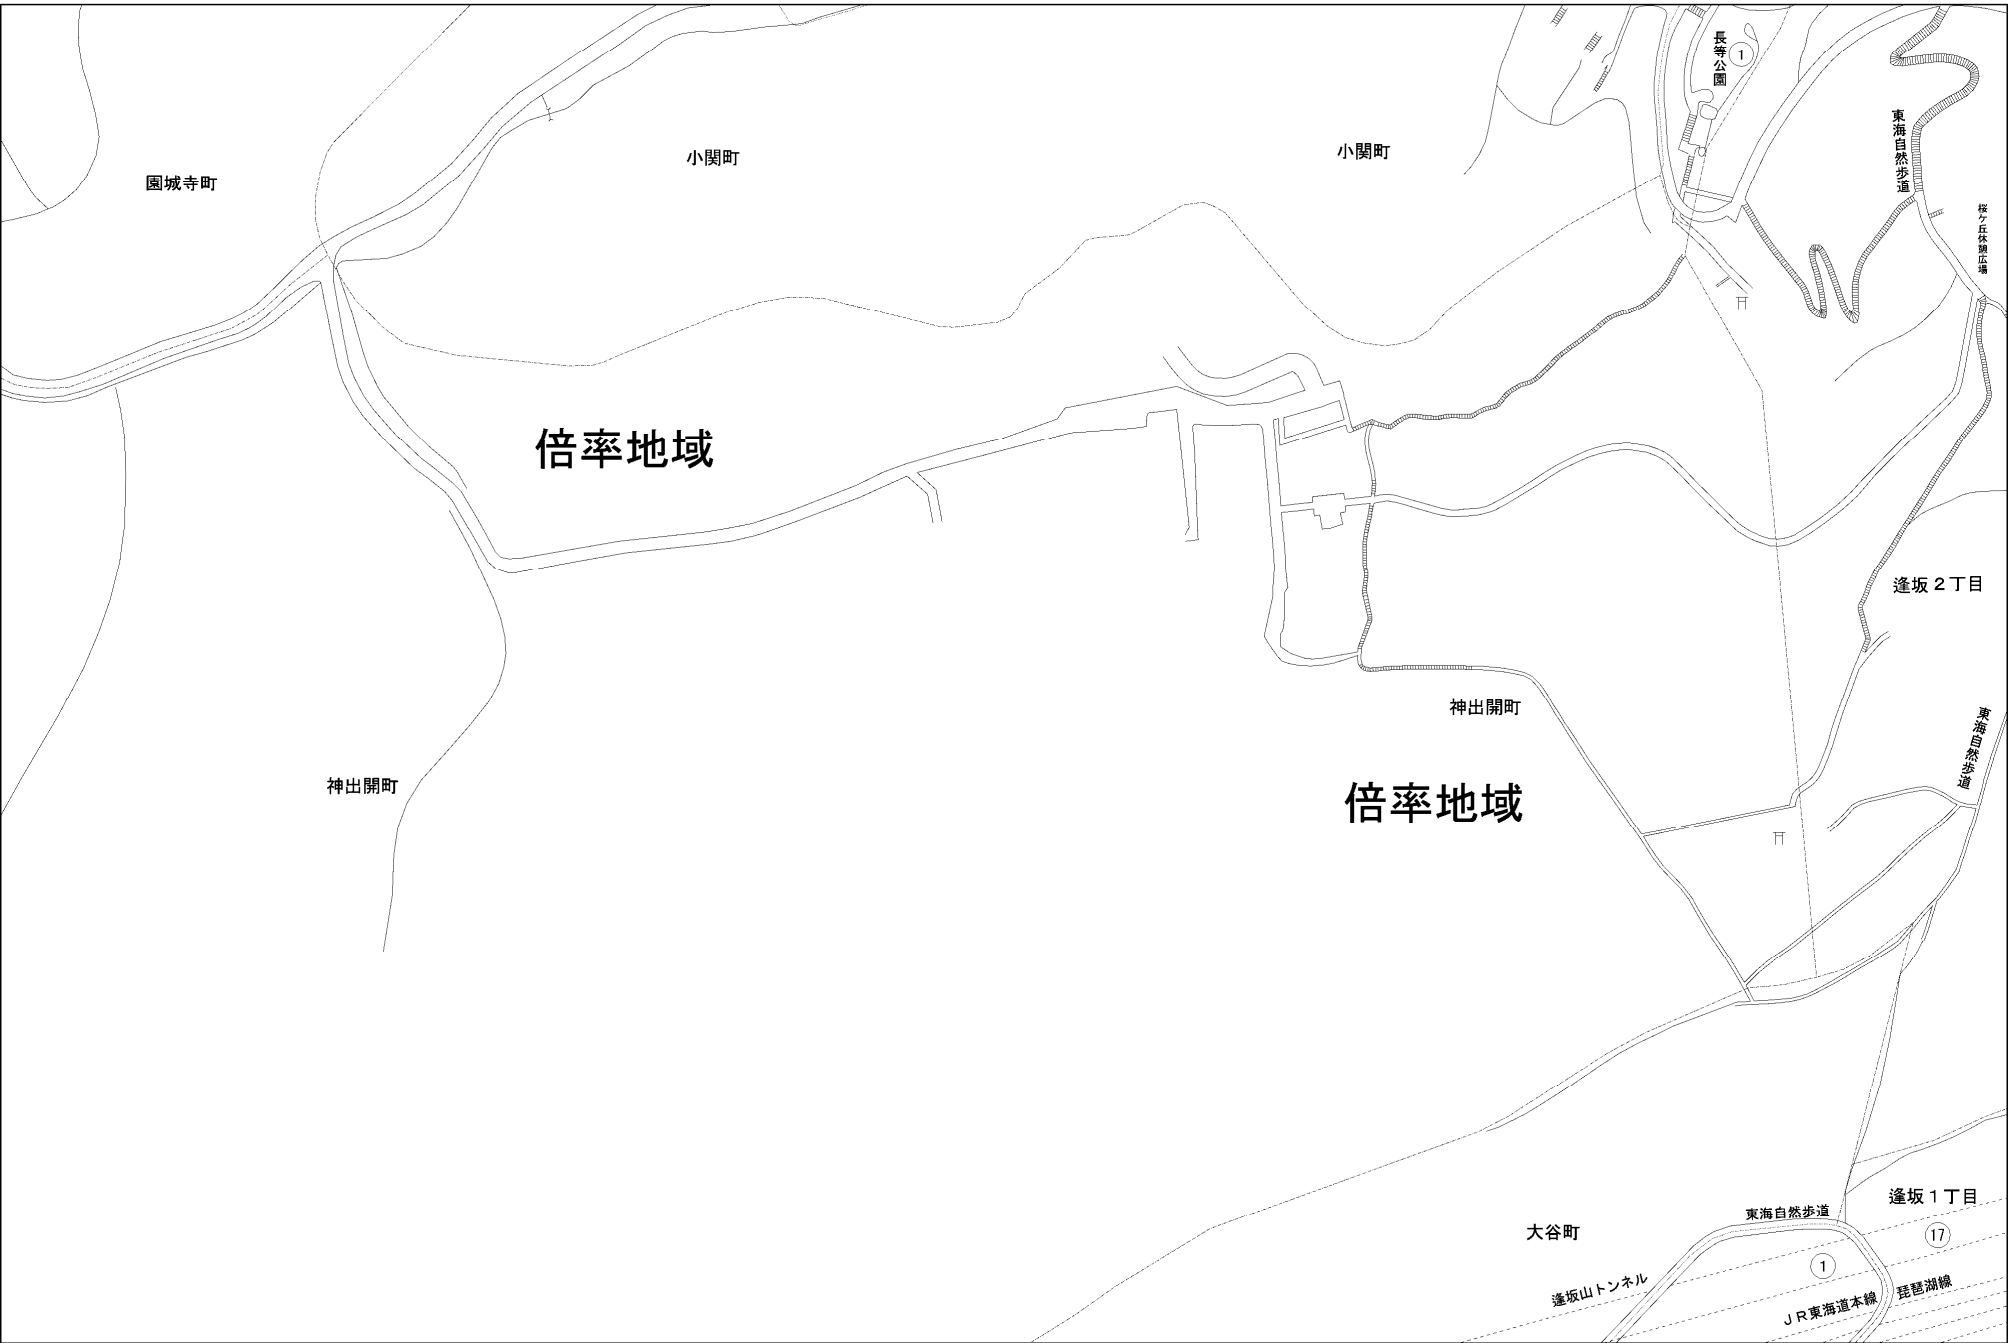 長等公園
1
東海自然歩道
小関町
小関町
園城寺町
桜ケ丘休憩広場
倍率地域
逢坂2丁目
神出開町
東海自然歩道
神出開町
倍率地域
逢坂1丁目
東海自然歩道
大谷町
17
1
逢坂山トンネル
JR東海道本線
琵琶湖線